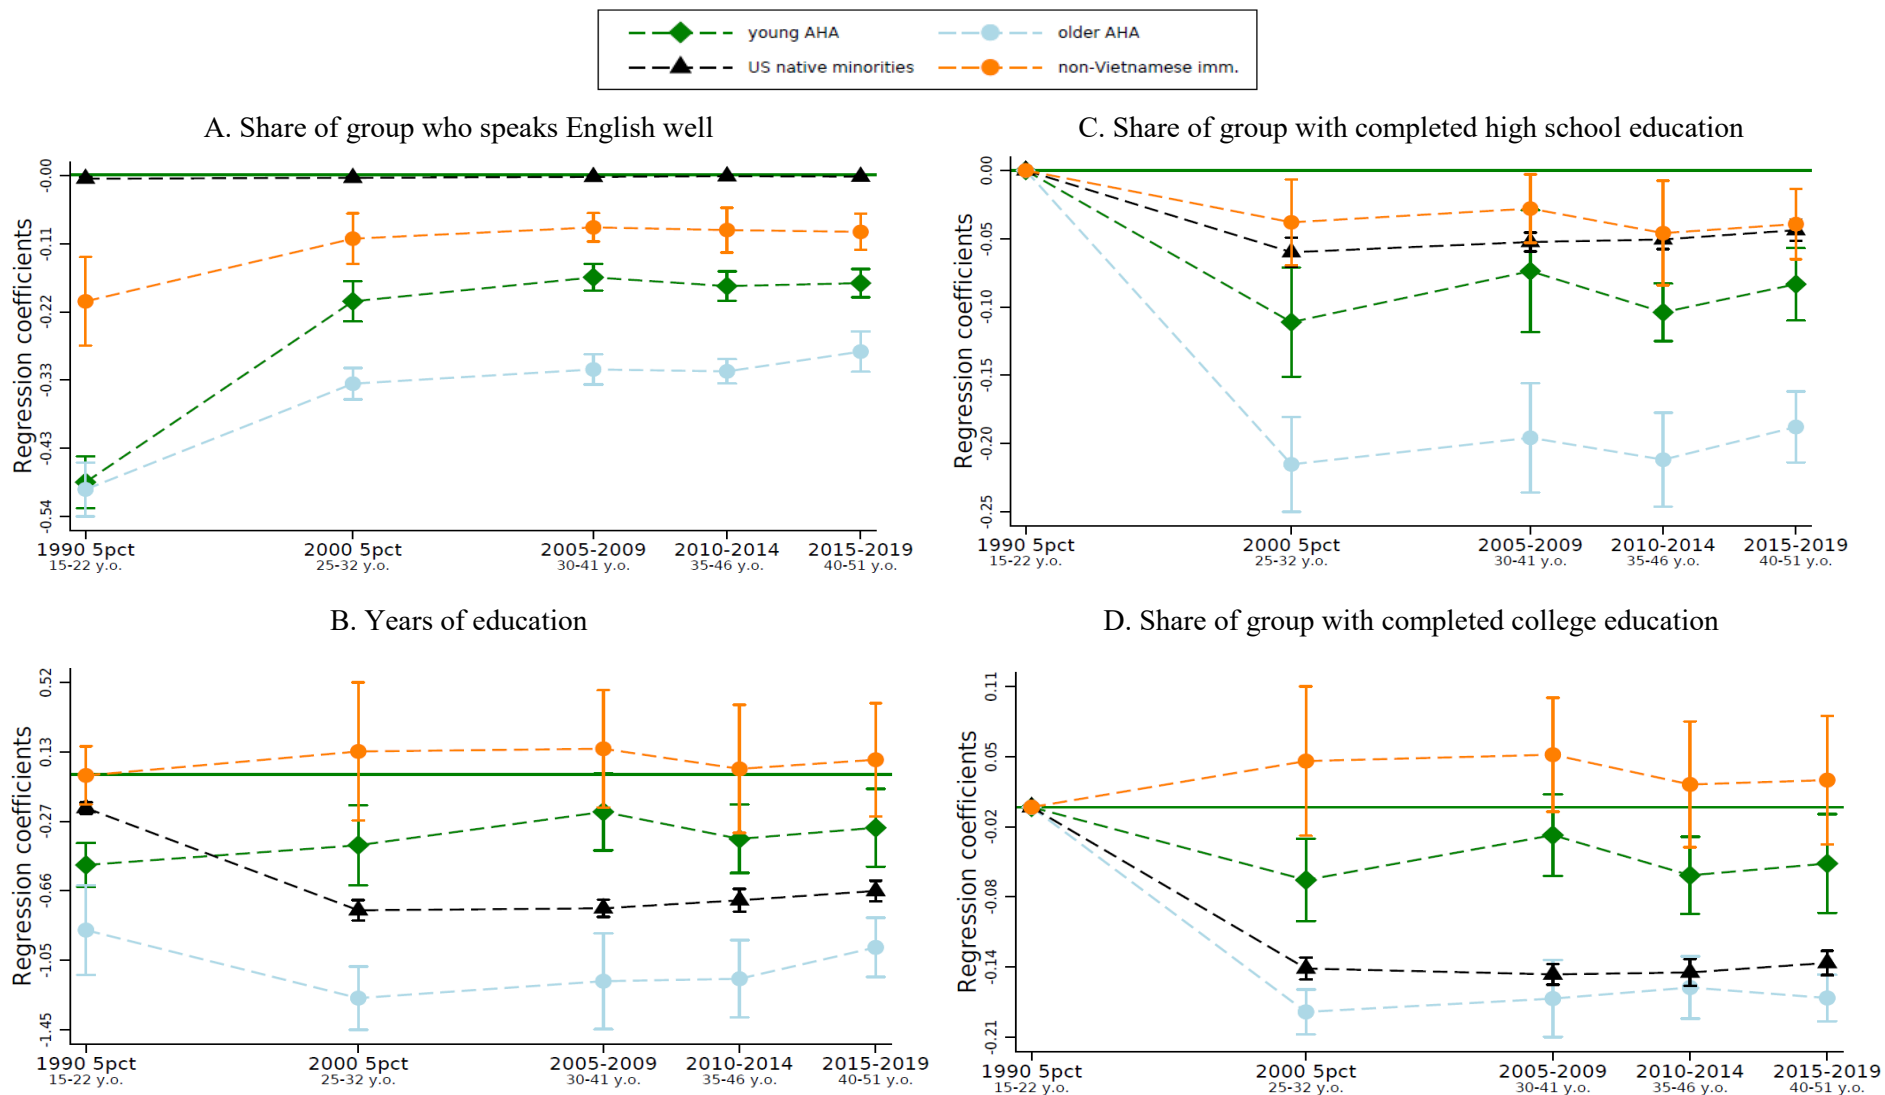 young AHA
older AHA
US native minorities
non-Vietnamese imm.
A. Share of group who speaks English well
Regression coefficients
-0.00
-0.11
-0.22
-0.33
-0.43
-0.54
1990 5pct
2000 5pct
2005-2009
2010-2014
2015-2019
15-22 y.o.
25-32 y.o.
30-41 y.o.
35-46 y.o.
40-51 y.o.
C. Share of group with completed high school education
Regression coefficients
0.00
-0.05
-0.10
-0.15
-0.20
-0.25
1990 5pct
2000 5pct
2005-2009
2010-2014
2015-2019
15-22 y.o.
25-32 y.o.
30-41 y.o.
35-46 y.o.
40-51 y.o.
B. Years of education
Regression coefficients
0.52
0.13
-0.27
-0.66
-1.05
-1.45
1990 5pct
2000 5pct
2005-2009
2010-2014
2015-2019
15-22 y.o.
25-32 y.o.
30-41 y.o.
35-46 y.o.
40-51 y.o.
D. Share of group with completed college education
Regression coefficients
0.11
0.05
-0.02
-0.08
-0.14
-0.21
1990 5pct
2000 5pct
2005-2009
2010-2014
2015-2019
15-22 y.o.
25-32 y.o.
30-41 y.o.
35-46 y.o.
40-51 y.o.